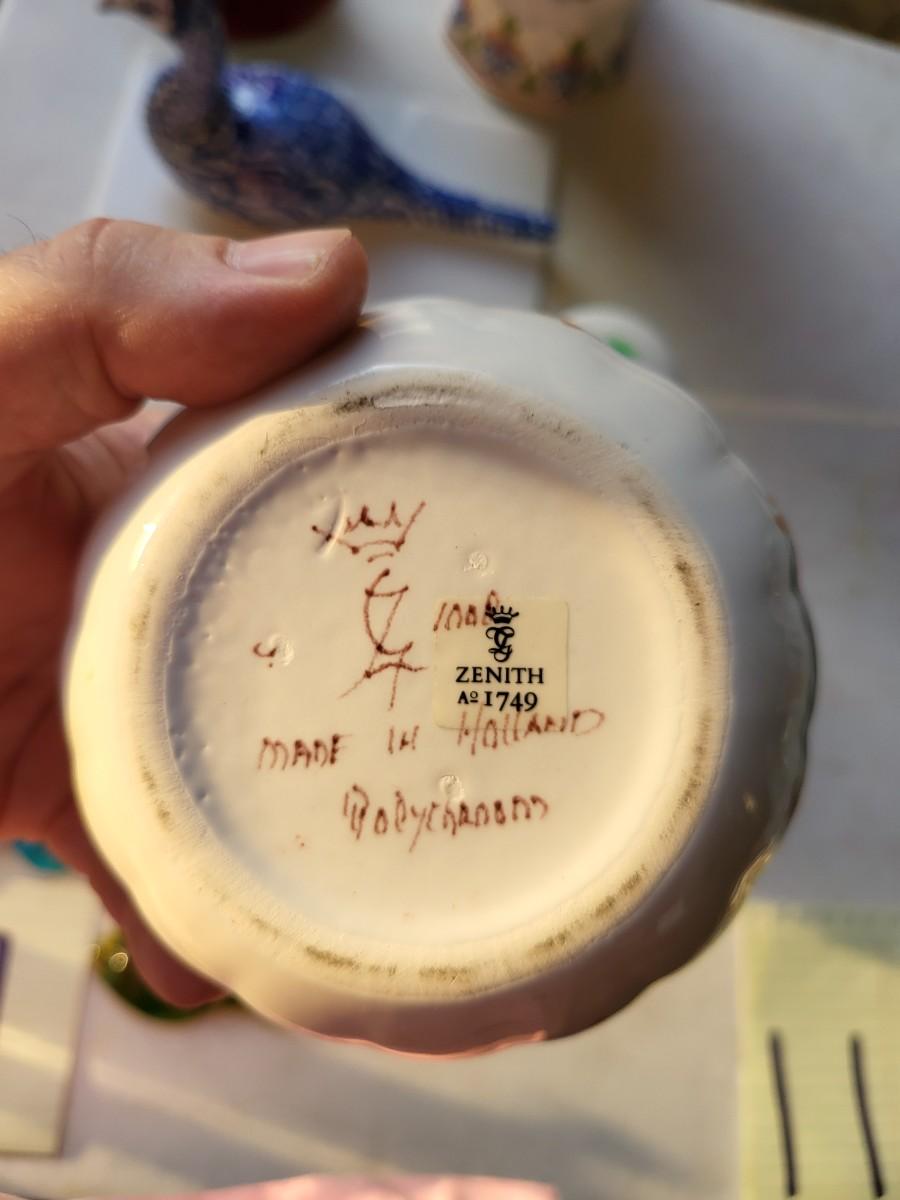 ZENITH
Aº 1749
MADE IN HOLLAND
Polychroom